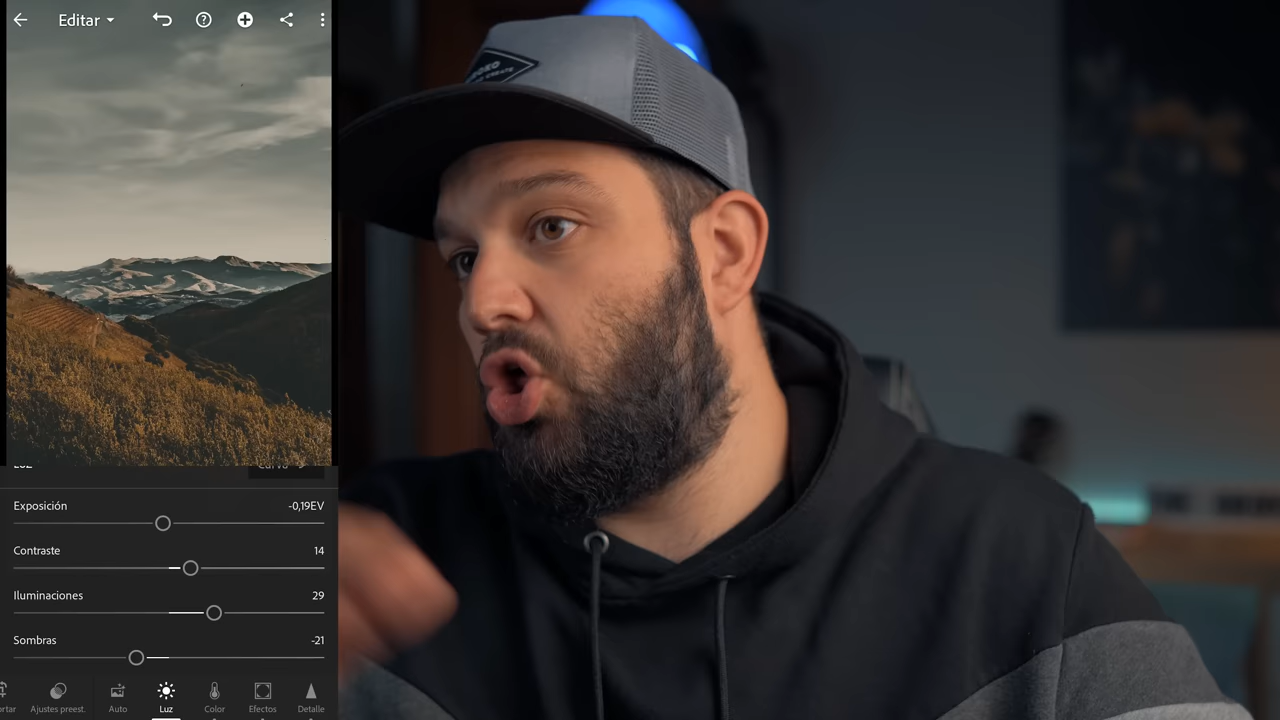 Editar
Exposición -0,19EV
Contraste 14
Iluminaciones 29
Sombras -21
Ajustes preest. Auto Luz Color Efectos Detalle